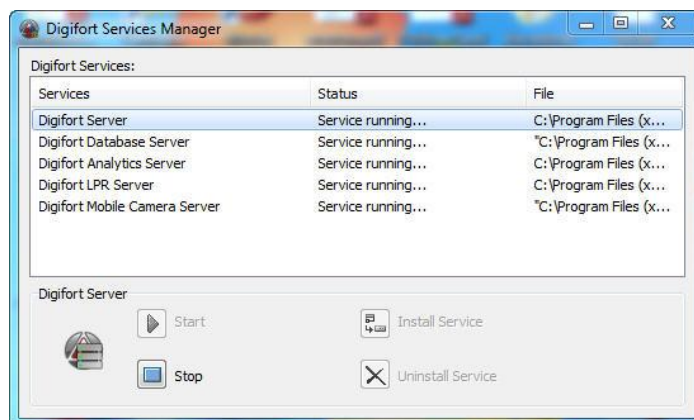 Digifort Services Manager
Digifort Services:
Services Status File
Digifort Server Service running... C:\Program Files (x...
Digifort Database Server Service running... "C:\Program Files (x...
Digifort Analytics Server Service running... C:\Program Files (x...
Digifort LPR Server Service running... C:\Program Files (x...
Digifort Mobile Camera Server Service running... "C:\Program Files (x...
Digifort Server
Start Install Service
Stop Uninstall Service